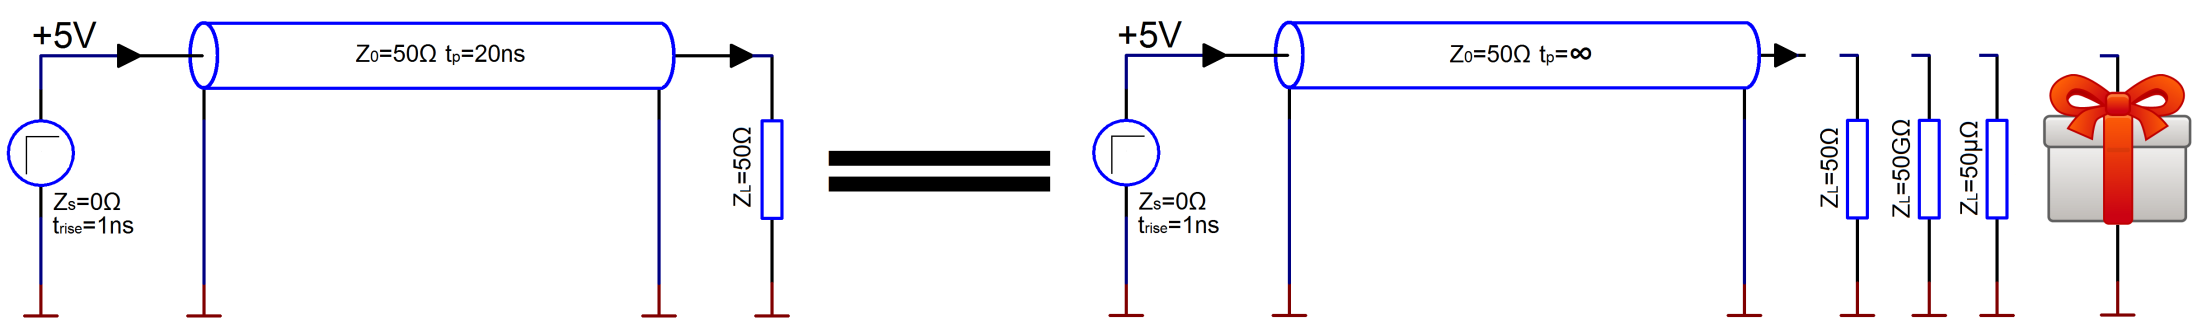 +5V
Z0=50Ω tp=20ns
ZL=50Ω
Zs=0Ω
trise=1ns
+5V
Z0=50Ω tp=∞
Zs=0Ω
trise=1ns
ZL=50Ω
ZL=50GΩ
ZL=50µΩ